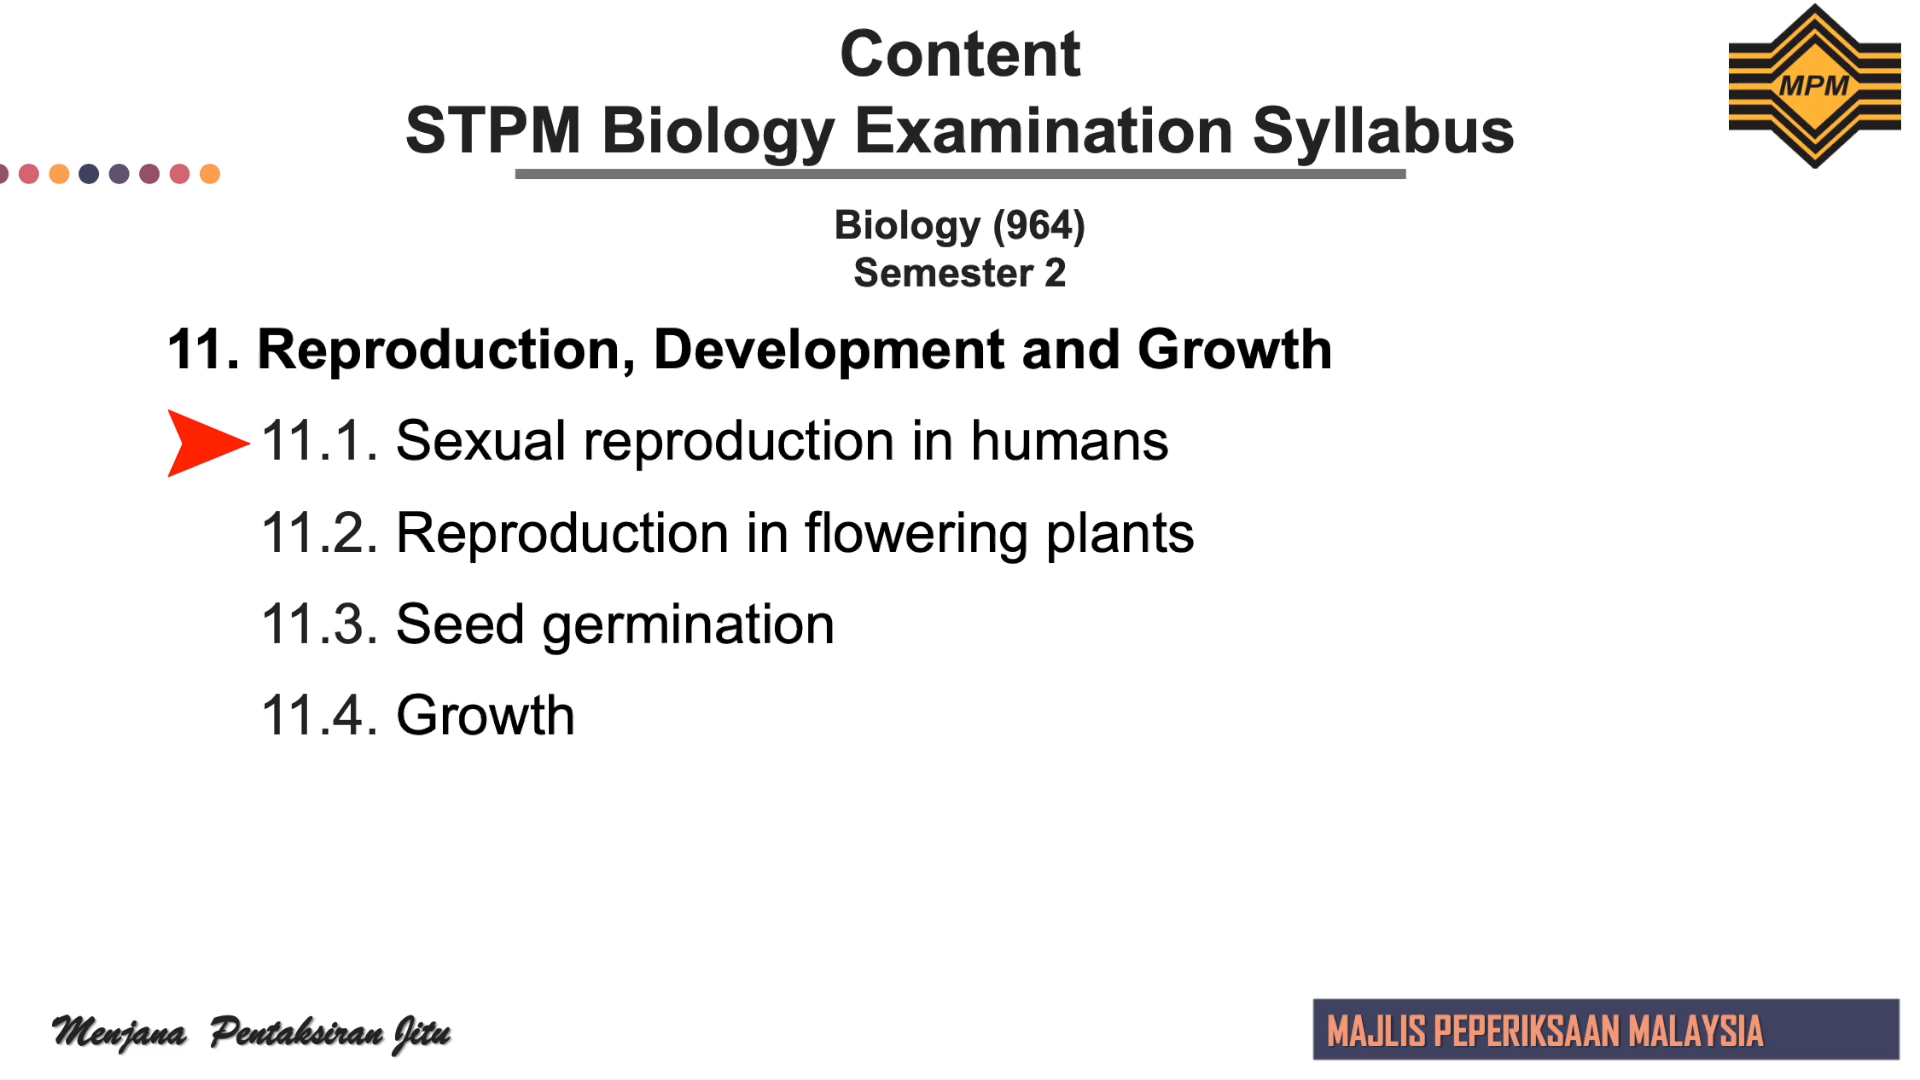 Content
STPM Biology Examination Syllabus
MPM
Biology (964)
Semester 2
11. Reproduction, Development and Growth
11.1. Sexual reproduction in humans
11.2. Reproduction in flowering plants
11.3. Seed germination
11.4. Growth
Menjana Pentaksiran Jitu
MAJLIS PEPERIKSAAN MALAYSIA